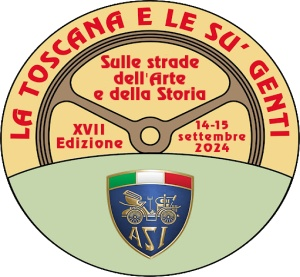 LA TOSCANA E LE SU' GENTI
Sulle strade
dell'Arte
e della Storia
XVII
Edizione
14-15
settembre
2024
ASI